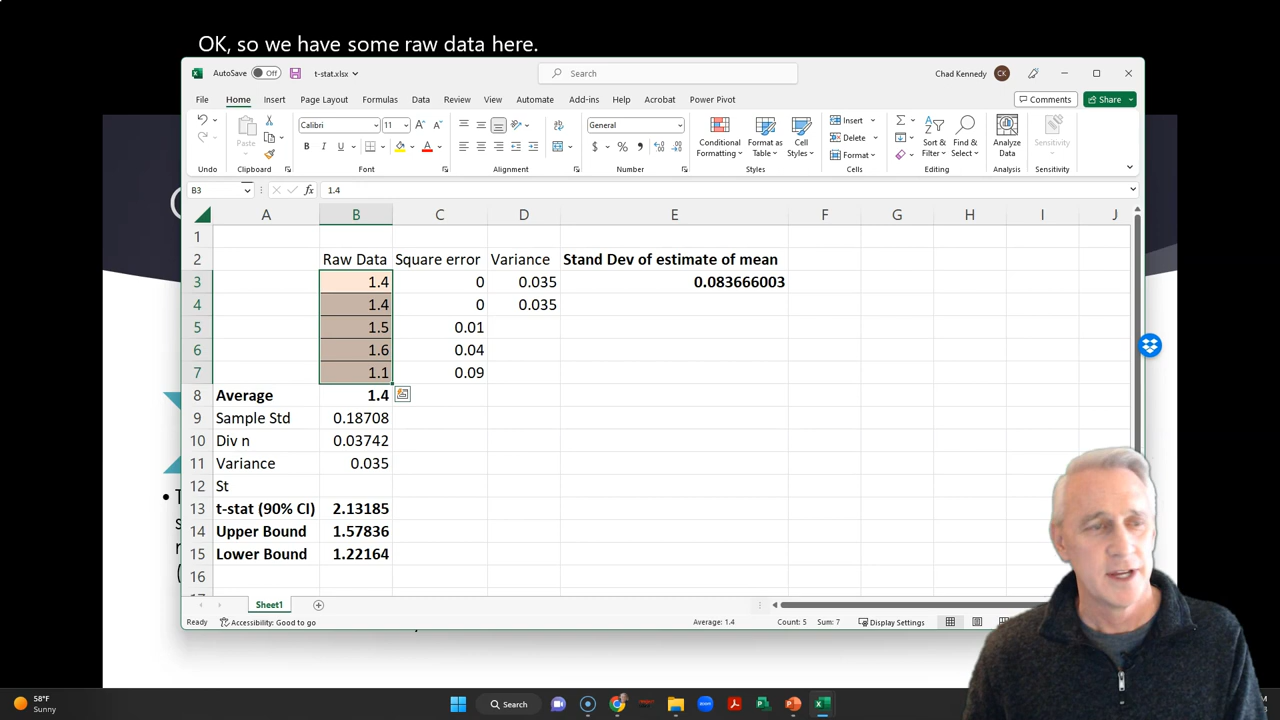 OK, so we have some raw data here.
AutoSave Off t-stat.xlsx Search Chad Kennedy CK
File Home Insert Page Layout Formulas Data Review View Automate Add-ins Help Acrobat Power Pivot Comments Share
Calibri 11 General
Paste
Conditional Formatting
Format as Table
Cell Styles
Insert
Delete
Format
Sort & Filter
Find & Select
Analyze Data
Sensitivity
Undo Clipboard Font Alignment Number Styles Cells Editing Analysis Sensitivity
B3 fx 1.4
A B C D E F G H I J
1
2 Raw Data Square error Variance Stand Dev of estimate of mean
3 1.4 0 0.035 0.083666003
4 1.4 0 0.035
5 1.5 0.01
6 1.6 0.04
7 1.1 0.09
8 Average 1.4
9 Sample Std 0.18708
10 Div n 0.03742
11 Variance 0.035
12 St
13 t-stat (90% CI) 2.13185
14 Upper Bound 1.57836
15 Lower Bound 1.22164
16
Sheet1
Ready Accessibility: Good to go Average: 1.4 Count: 5 Sum: 7 Display Settings
58°F
Sunny
Search